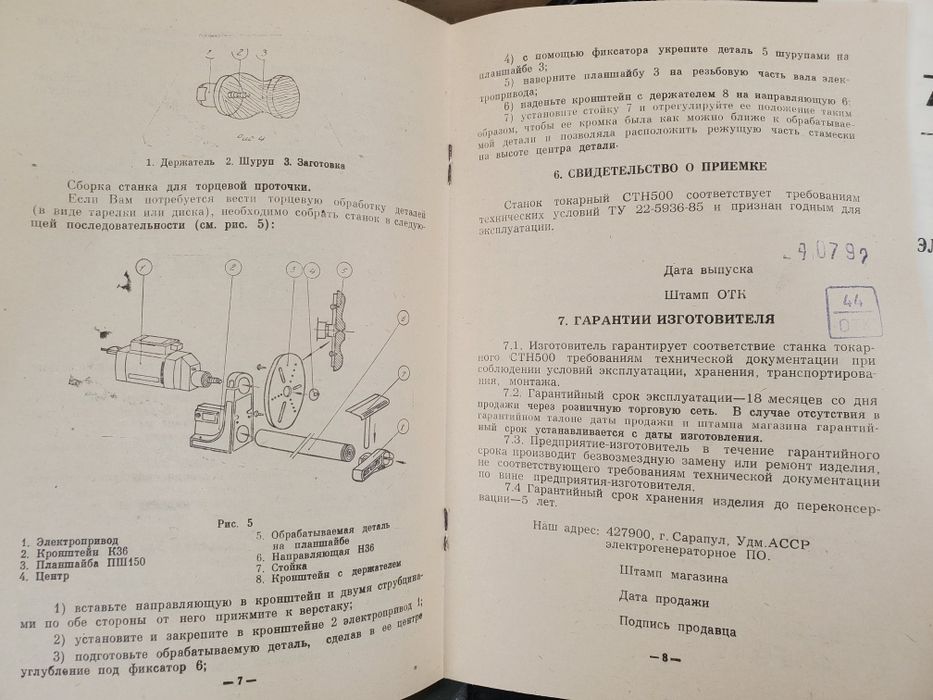 1 2 3
Рис 4
1. Держатель 2. Шуруп 3. Заготовка
Сборка станка для торцевой проточки.
Если Вам потребуется вести торцевую обработку деталей
(в виде тарелки или диска), необходимо собрать станок в следую-
щей последовательности (см. рис. 5):
1 2 3 4 5
Рис. 5
1. Электропривод
2. Кронштейн К36
3. Планшайба ПШ150
4. Центр
5. Обрабатываемая деталь
на планшайбе
6. Направляющая Н36
7. Стойка
8. Кронштейн с держателем
1) вставьте направляющую в кронштейн и двумя струбцина-
ми по обе стороны от него прижмите к верстаку;
2) установите и закрепите в кронштейне 2 электропривод 1;
3) подготовьте обрабатываемую деталь, сделав в ее центре
углубление под фиксатор 6;
—7—
4) с помощью фиксатора укрепите деталь 5 шурупами на
планшайбе 3;
5) наверните планшайбу 3 на резьбовую часть вала элек-
тропривода;
6) наденьте кронштейн с держателем 8 на направляющую 6:
7) установите стойку 7 и отрегулируйте ее положение таким
образом, чтобы ее кромка была как можно ближе к обрабатывае-
мой детали и позволяла расположить режущую часть стамески
на высоте центра детали.
6. СВИДЕТЕЛЬСТВО О ПРИЕМКЕ
Станок токарный СТН500 соответствует требованиям
технических условий ТУ 22-5936-85 и признан годным для
эксплуатации.
Дата выпуска
Штамп ОТК
44
ОТК
7. ГАРАНТИИ ИЗГОТОВИТЕЛЯ
7.1. Изготовитель гарантирует соответствие станка токар-
ного СТН500 требованиям технической документации при
соблюдении условий эксплуатации, хранения, транспортирова-
ния, монтажа.
7.2. Гарантийный срок эксплуатации—18 месяцев со дня
продажи через розничную торговую сеть. В случае отсутствия в
гарантийном талоне даты продажи и штампа магазина гарантий-
ный срок устанавливается с даты изготовления.
7.3. Предприятие-изготовитель в течение гарантийного
срока производит безвозмездную замену или ремонт изделия,
не соответствующего требованиям технической документации
по вине предприятия-изготовителя.
7.4 Гарантийный срок хранения изделия до переконсер-
вации—5 лет.
Наш адрес: 427900, г. Сарапул, Удм.АССР
электрогенераторное ПО.
Штамп магазина
Дата продажи
Подпись продавца
—8—